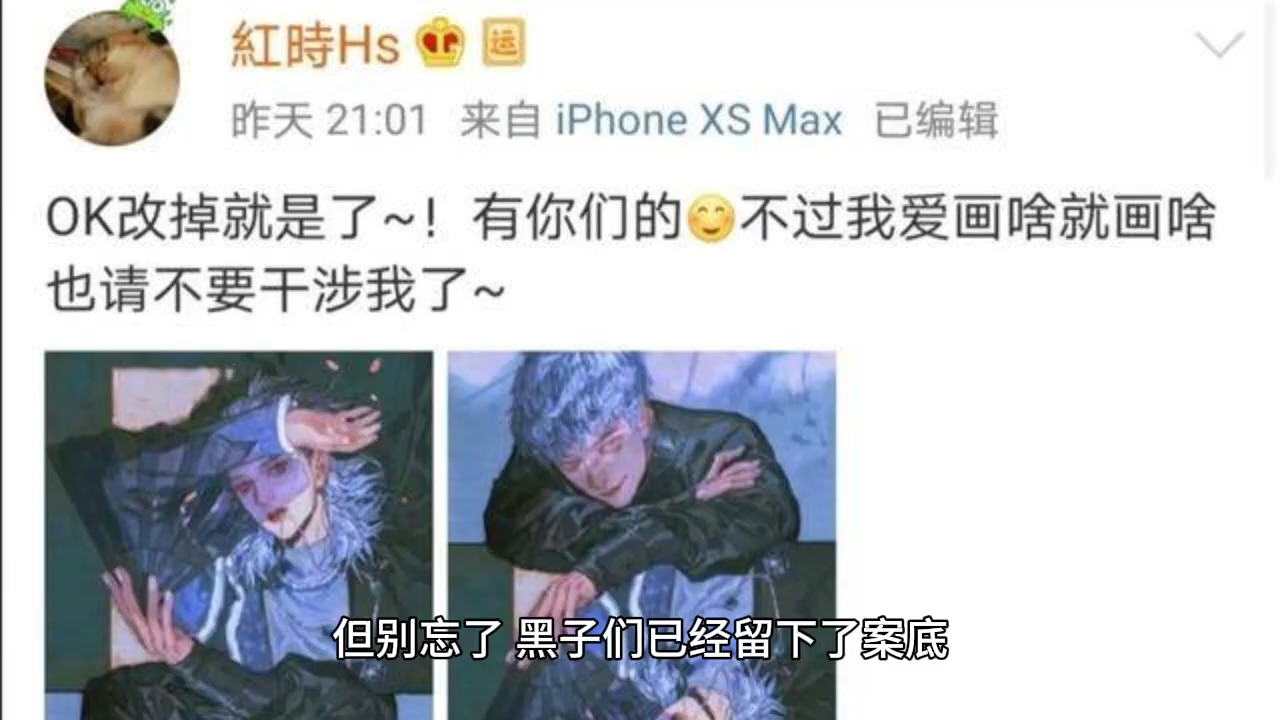 紅時Hs 运
昨天 21:01 来自 iPhone XS Max 已编辑
OK改掉就是了~！有你们的😊不过我爱画啥就画啥
也请不要干涉我了~
但别忘了 黑子们已经留下了案底